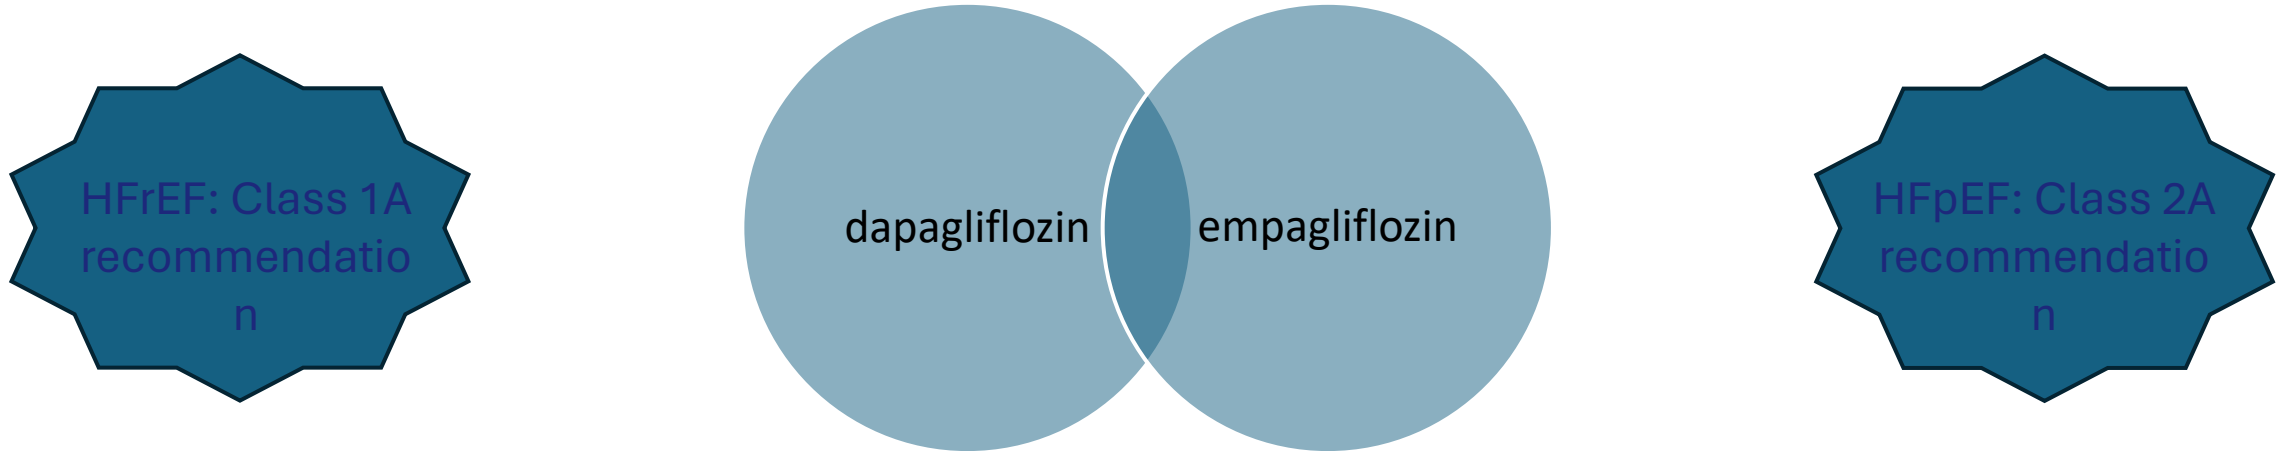 HFrEF: Class 1A
recommendatio
n
dapagliflozin
empagliflozin
HFpEF: Class 2A
recommendatio
n